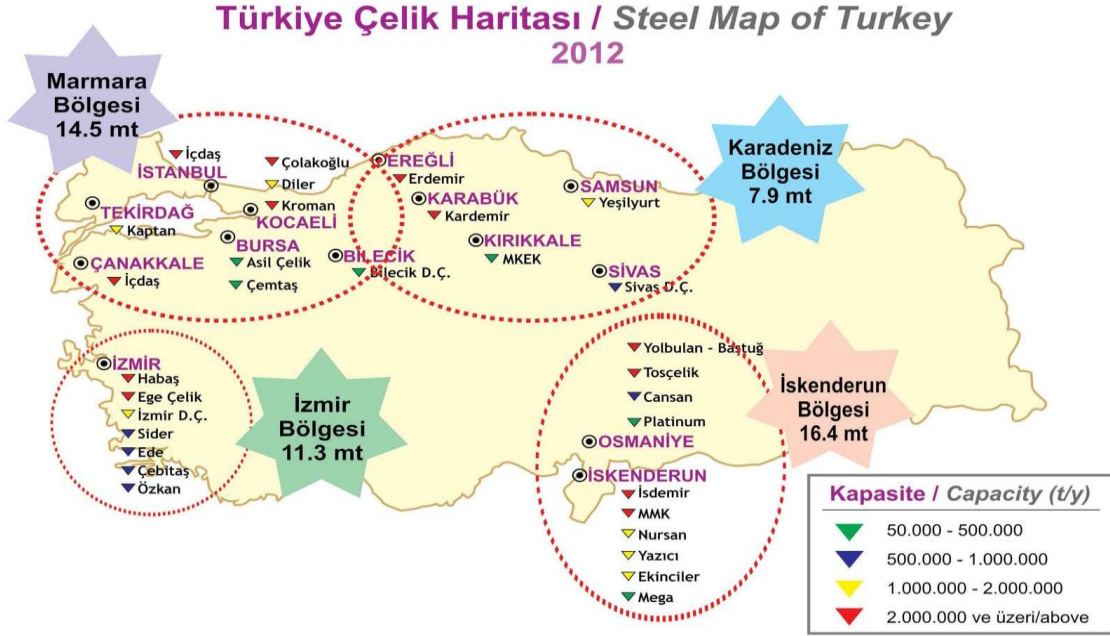 Türkiye Çelik Haritası / Steel Map of Turkey
2012
Marmara
Bölgesi
14.5 mt
Karadeniz
Bölgesi
7.9 mt
İçdaş
İSTANBUL
Çolakoğlu
Diler
Kroman
KOCAELİ
TEKİRDAĞ
Kaptan
BURSA
Asil Çelik
Çemtaş
ÇANAKKALE
İçdaş
BİLECİK
Bilecik D.Ç.
EREĞLİ
Erdemir
KARABÜK
Kardemir
SAMSUN
Yeşilyurt
KIRIKKALE
MKEK
SİVAS
Sivas D.Ç.
İZMİR
Habaş
Ege Çelik
İzmir D.Ç.
Sider
Ede
Çebitaş
Özkan
İzmir
Bölgesi
11.3 mt
Yolbulan - Baştuğ
Tosçelik
Cansan
Platinum
OSMANİYE
İSKENDERUN
İsdemir
MMK
Nursan
Yazıcı
Ekinciler
Mega
İskenderun
Bölgesi
16.4 mt
Kapasite / Capacity (t/y)
50.000 - 500.000
500.000 - 1.000.000
1.000.000 - 2.000.000
2.000.000 ve üzeri/above